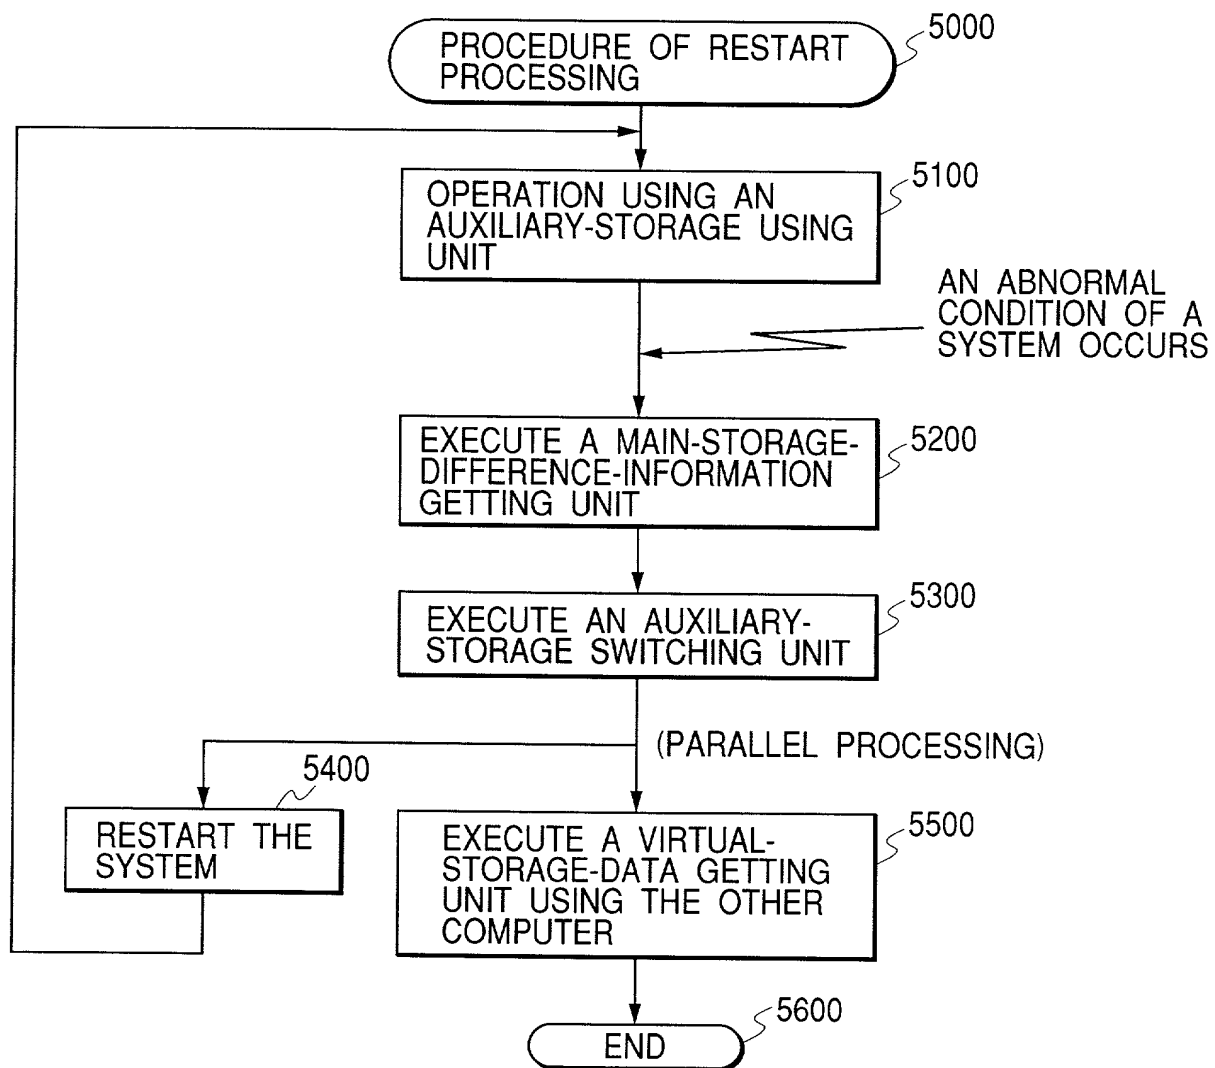 PROCEDURE OF RESTART
PROCESSING
5000
OPERATION USING AN
AUXILIARY-STORAGE USING
UNIT
5100
AN ABNORMAL
CONDITION OF A
SYSTEM OCCURS
EXECUTE A MAIN-STORAGE-
DIFFERENCE-INFORMATION
GETTING UNIT
5200
EXECUTE AN AUXILIARY-
STORAGE SWITCHING UNIT
5300
(PARALLEL PROCESSING)
5400
RESTART THE
SYSTEM
EXECUTE A VIRTUAL-
STORAGE-DATA GETTING
UNIT USING THE OTHER
COMPUTER
5500
END
5600